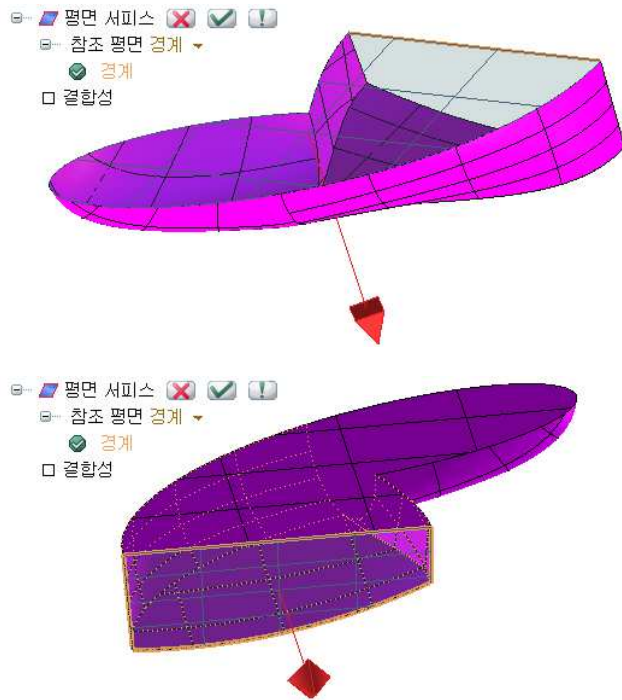 평면 서피스
참조 평면 경계
경계
결합성
평면 서피스
참조 평면 경계
경계
결합성